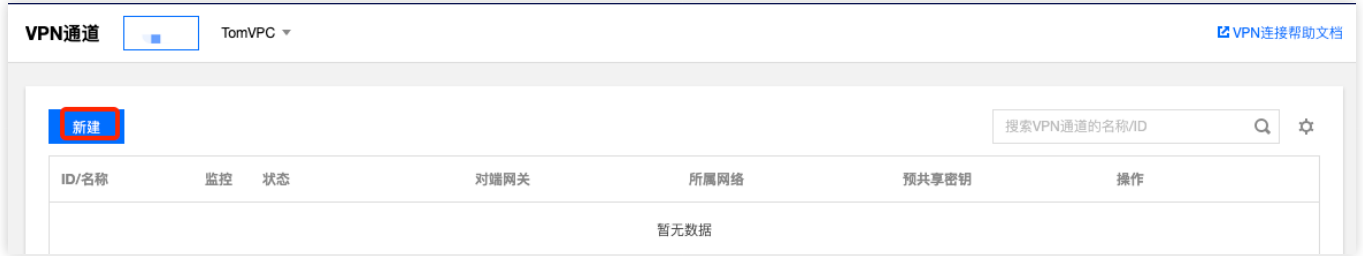 VPN通道 TomVPC VPN连接帮助文档
新建 搜索VPN通道的名称/ID
ID/名称 监控 状态 对端网关 所属网络 预共享密钥 操作
暂无数据